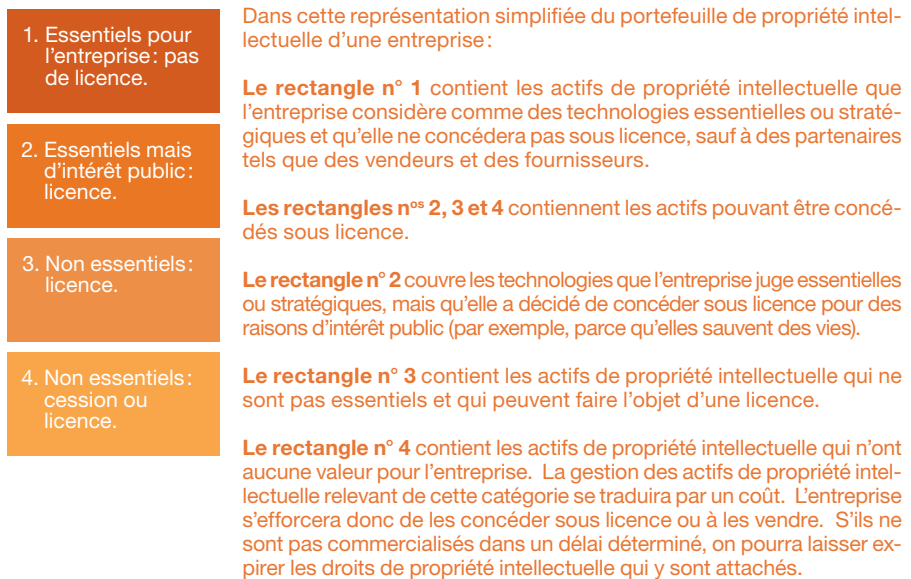 1. Essentiels pour
l'entreprise : pas
de licence.
2. Essentiels mais
d'intérêt public :
licence.
3. Non essentiels :
licence.
4. Non essentiels :
cession ou
licence.
Dans cette représentation simplifiée du portefeuille de propriété intel-
lectuelle d'une entreprise :
Le rectangle n° 1 contient les actifs de propriété intellectuelle que
l'entreprise considère comme des technologies essentielles ou straté-
giques et qu'elle ne concédera pas sous licence, sauf à des partenaires
tels que des vendeurs et des fournisseurs.
Les rectangles nos 2, 3 et 4 contiennent les actifs pouvant être concé-
dés sous licence.
Le rectangle n° 2 couvre les technologies que l'entreprise juge essentielles
ou stratégiques, mais qu'elle a décidé de concéder sous licence pour des
raisons d'intérêt public (par exemple, parce qu'elles sauvent des vies).
Le rectangle n° 3 contient les actifs de propriété intellectuelle qui ne
sont pas essentiels et qui peuvent faire l'objet d'une licence.
Le rectangle n° 4 contient les actifs de propriété intellectuelle qui n'ont
aucune valeur pour l'entreprise. La gestion des actifs de propriété intel-
lectuelle relevant de cette catégorie se traduira par un coût. L'entreprise
s'efforcera donc de les concéder sous licence ou à les vendre. S'ils ne
sont pas commercialisés dans un délai déterminé, on pourra laisser ex-
pirer les droits de propriété intellectuelle qui y sont attachés.